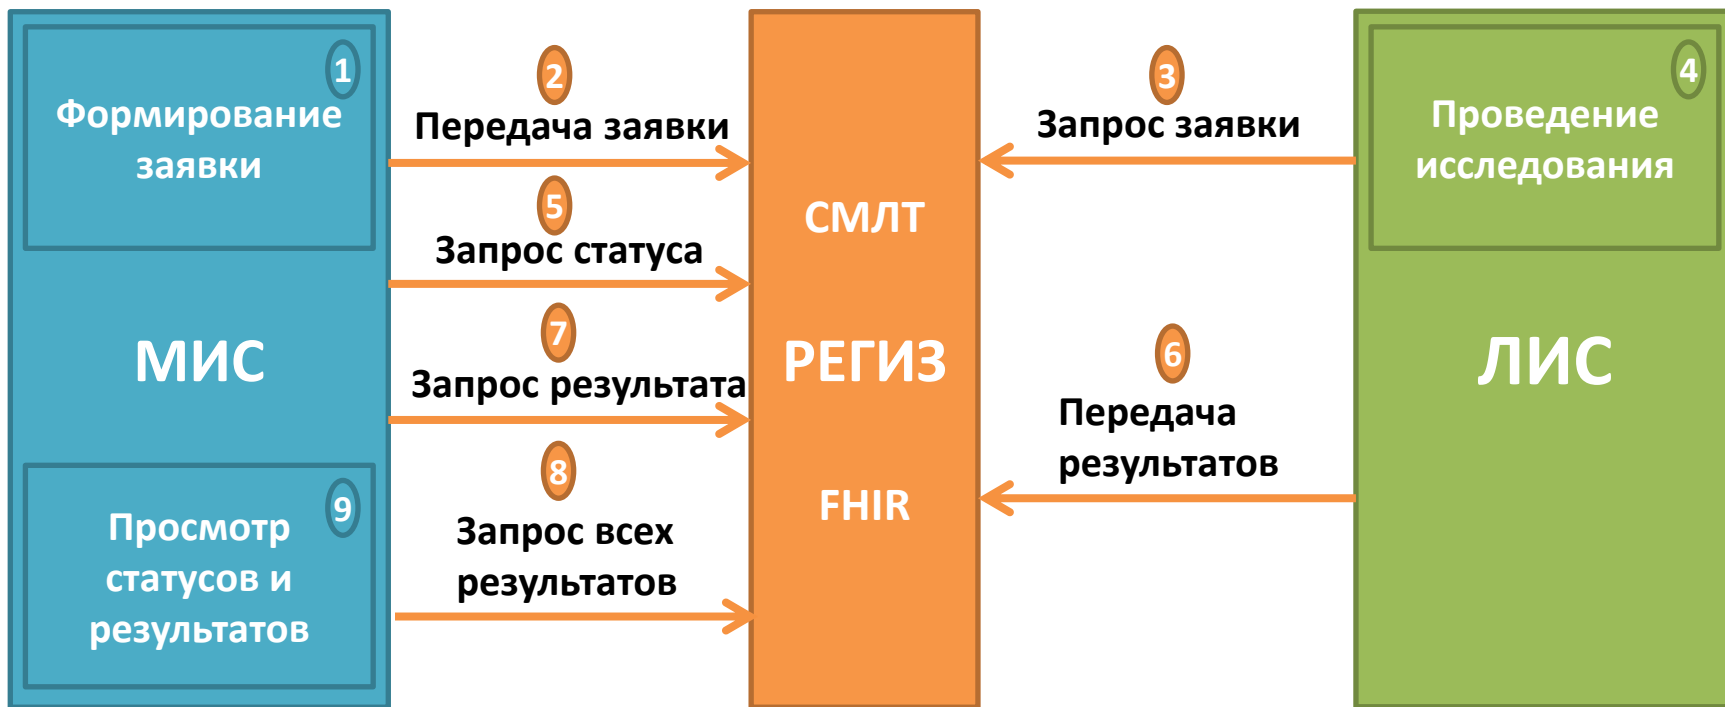 1
Формирование
заявки
МИС
9
Просмотр
статусов и
результатов
2
Передача заявки
5
Запрос статуса
7
Запрос результата
8
Запрос всех
результатов
СМЛТ
РЕГИЗ
FHIR
3
Запрос заявки
6
Передача
результатов
4
Проведение
исследования
ЛИС